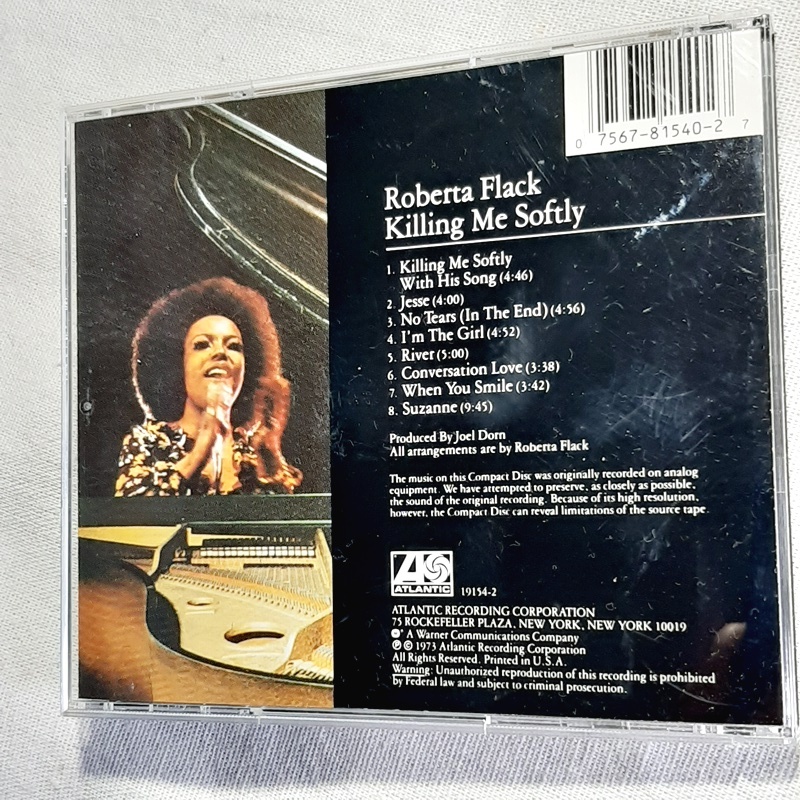 0 7567-81540-2 7
Roberta Flack
Killing Me Softly
1. Killing Me Softly
With His Song (4:46)
2. Jesse (4:00)
3. No Tears (In The End) (4:56)
4. I'm The Girl (4:52)
5. River (5:00)
6. Conversation Love (3:38)
7. When You Smile (3:42)
8. Suzanne (9:45)
Produced By Joel Dorn
All arrangements are by Roberta Flack
The music on this Compact Disc was originally recorded on analog
equipment. We have attempted to preserve, as closely as possible,
the sound of the original recording. Because of its high resolution,
however, the Compact Disc can reveal limitations of the source tape.
ATLANTIC
19154-2
ATLANTIC RECORDING CORPORATION
75 ROCKEFELLER PLAZA, NEW YORK, NEW YORK 10019
A Warner Communications Company
℗ © 1973 Atlantic Recording Corporation
All Rights Reserved. Printed in U.S.A.
Warning: Unauthorized reproduction of this recording is prohibited
by Federal law and subject to criminal prosecution.